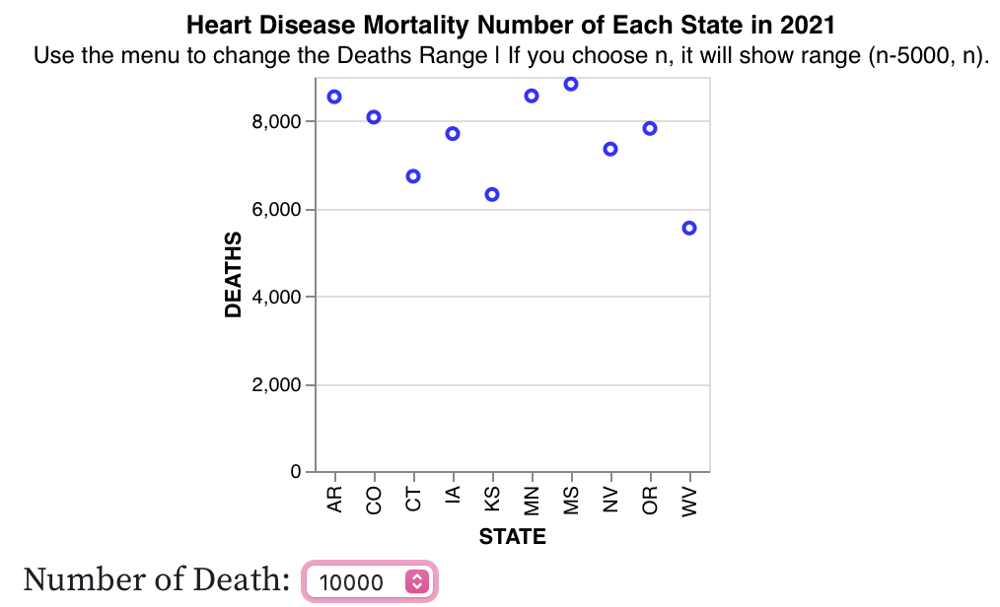 Heart Disease Mortality Number of Each State in 2021
Use the menu to change the Deaths Range | If you choose n, it will show range (n-5000, n).
8,000
6,000
4,000
2,000
0
DEATHS
AR CO CT IA KS MN MS NV OR WV
STATE
Number of Death: 10000